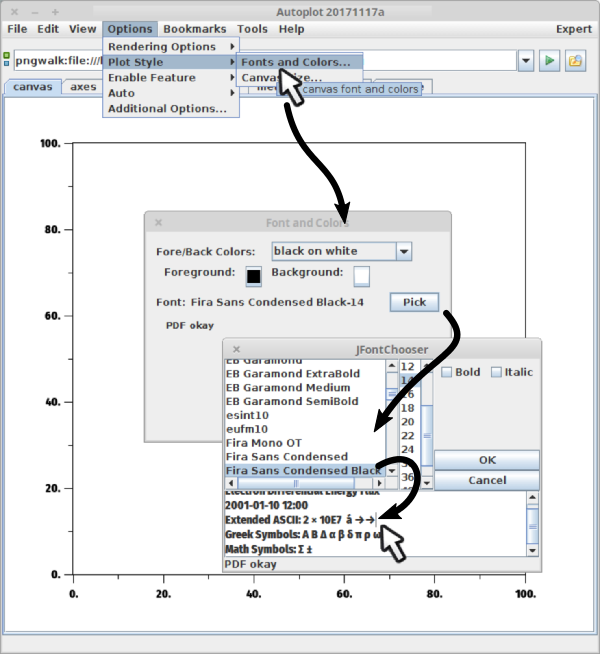 Autoplot 20171117a
File Edit View Options Bookmarks Tools Help Expert
pngwalk:file:///
Rendering Options
Plot Style
Enable Feature
Auto
Additional Options...
Fonts and Colors...
canvas font and colors
canvas axes
100.
80.
60.
40.
20.
0.
0. 20. 40. 60. 80. 100.
Font and Colors
Fore/Back Colors: black on white
Foreground: Background:
Font: Fira Sans Condensed Black-14 Pick
PDF okay
JFontChooser
EB Garamond
EB Garamond ExtraBold
EB Garamond Medium
EB Garamond SemiBold
esint10
eufm10
Fira Mono OT
Fira Sans Condensed
Fira Sans Condensed Black
12
14
16
18
20
22
24
36
Bold Italic
OK
Cancel
Electron Differential Energy Flux
2001-01-10 12:00
Extended ASCII: 2 × 10E7 å →→
Greek Symbols: Α Β Δ α β δ π ρ ω
Math Symbols: Σ ±
PDF okay